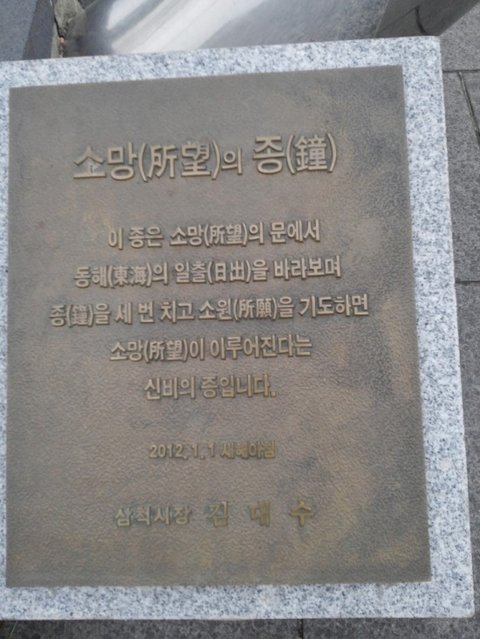 소망(所望)의 종(鐘)
이 종은 소망(所望)의 문에서
동해(東海)의 일출(日出)을 바라보며
종(鐘)을 세 번 치고 소원(所願)을 기도하면
소망(所望)이 이루어진다는
신비의 종입니다.
2012. 1. 1 새해아침
삼척시장 김대수